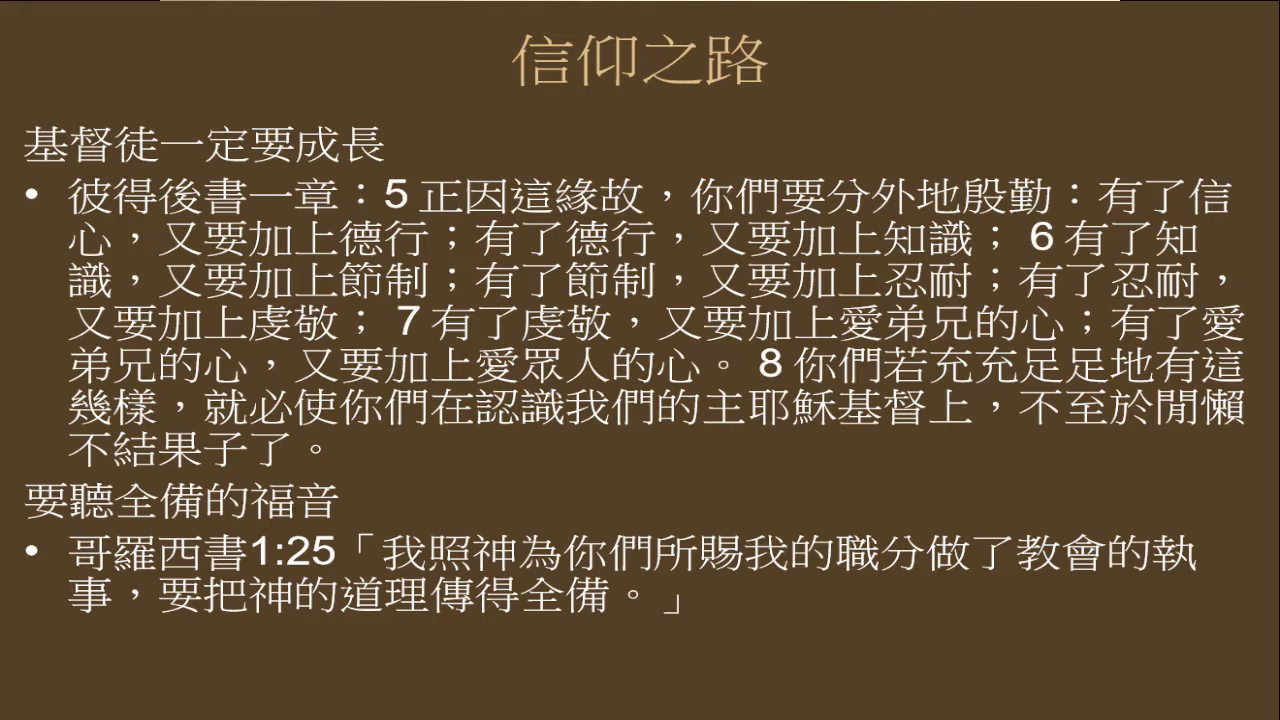 信仰之路
基督徒一定要成長
• 彼得後書一章：5 正因這緣故，你們要分外地殷勤：有了信
心，又要加上德行；有了德行，又要加上知識； 6 有了知
識，又要加上節制；有了節制，又要加上忍耐；有了忍耐，
又要加上虔敬； 7 有了虔敬，又要加上愛弟兄的心；有了愛
弟兄的心，又要加上愛眾人的心。 8 你們若充充足足地有這
幾樣，就必使你們在認識我們的主耶穌基督上，不至於閒懶
不結果子了。
要聽全備的福音
• 哥羅西書1:25「我照神為你們所賜我的職分做了教會的執
事，要把神的道理傳得全備。」